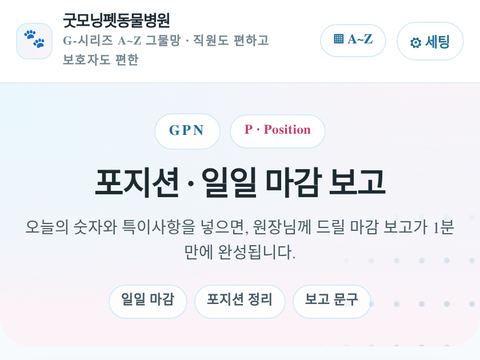 굿모닝펫동물병원
G-시리즈 A~Z 그물망 · 직원도 편하고
보호자도 편한
A~Z
세팅
GPN
P · Position
포지션 · 일일 마감 보고
오늘의 숫자와 특이사항을 넣으면, 원장님께 드릴 마감 보고가 1분
만에 완성됩니다.
일일 마감
포지션 정리
보고 문구